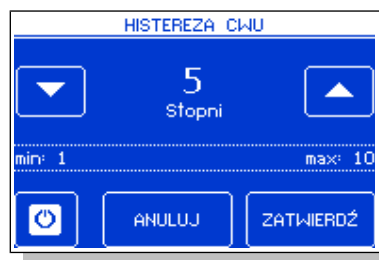 HISTEREZA CWU
5
Stopni
min: 1 max: 10
ANULUJ ZATWIERDŹ